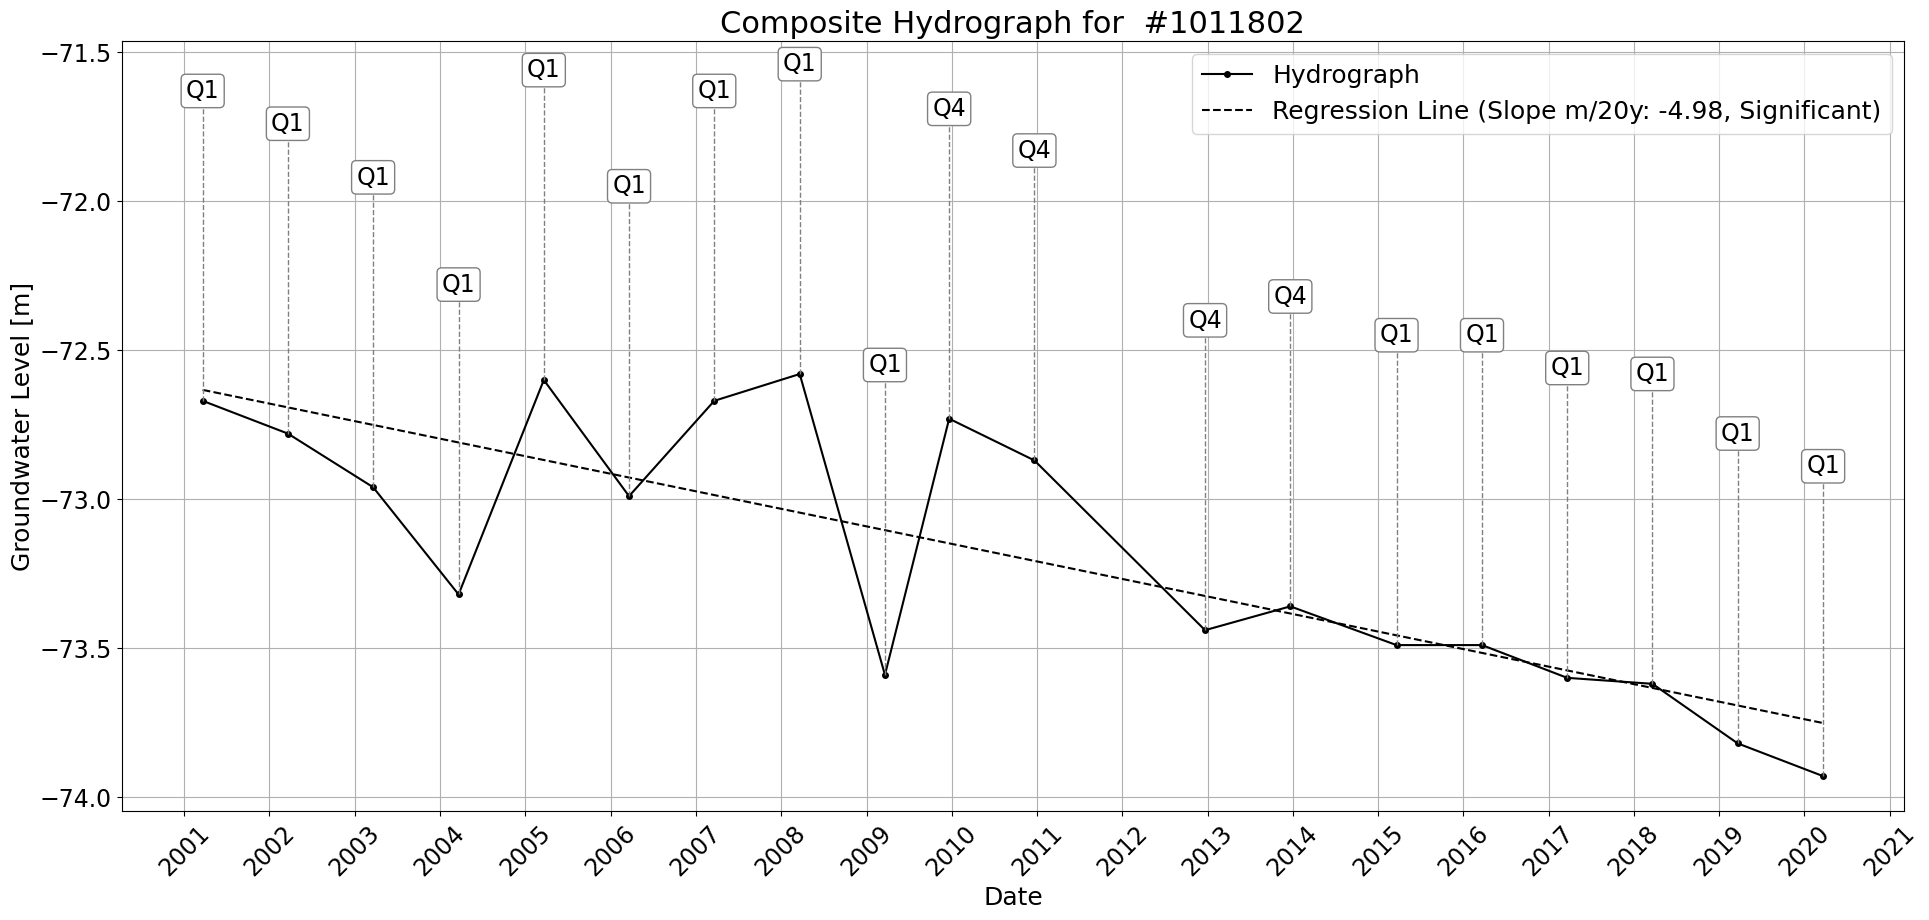 Composite Hydrograph for  #1011802
Hydrograph
Regression Line (Slope m/20y: -4.98, Significant)
Q1
Q1
Q1
Q1
Q1
Q1
Q1
Q1
Q1
Q4
Q4
Q4
Q4
Q1
Q1
Q1
Q1
Q1
Q1
Groundwater Level [m]
−71.5
−72.0
−72.5
−73.0
−73.5
−74.0
2001
2002
2003
2004
2005
2006
2007
2008
2009
2010
2011
2012
2013
2014
2015
2016
2017
2018
2019
2020
2021
Date